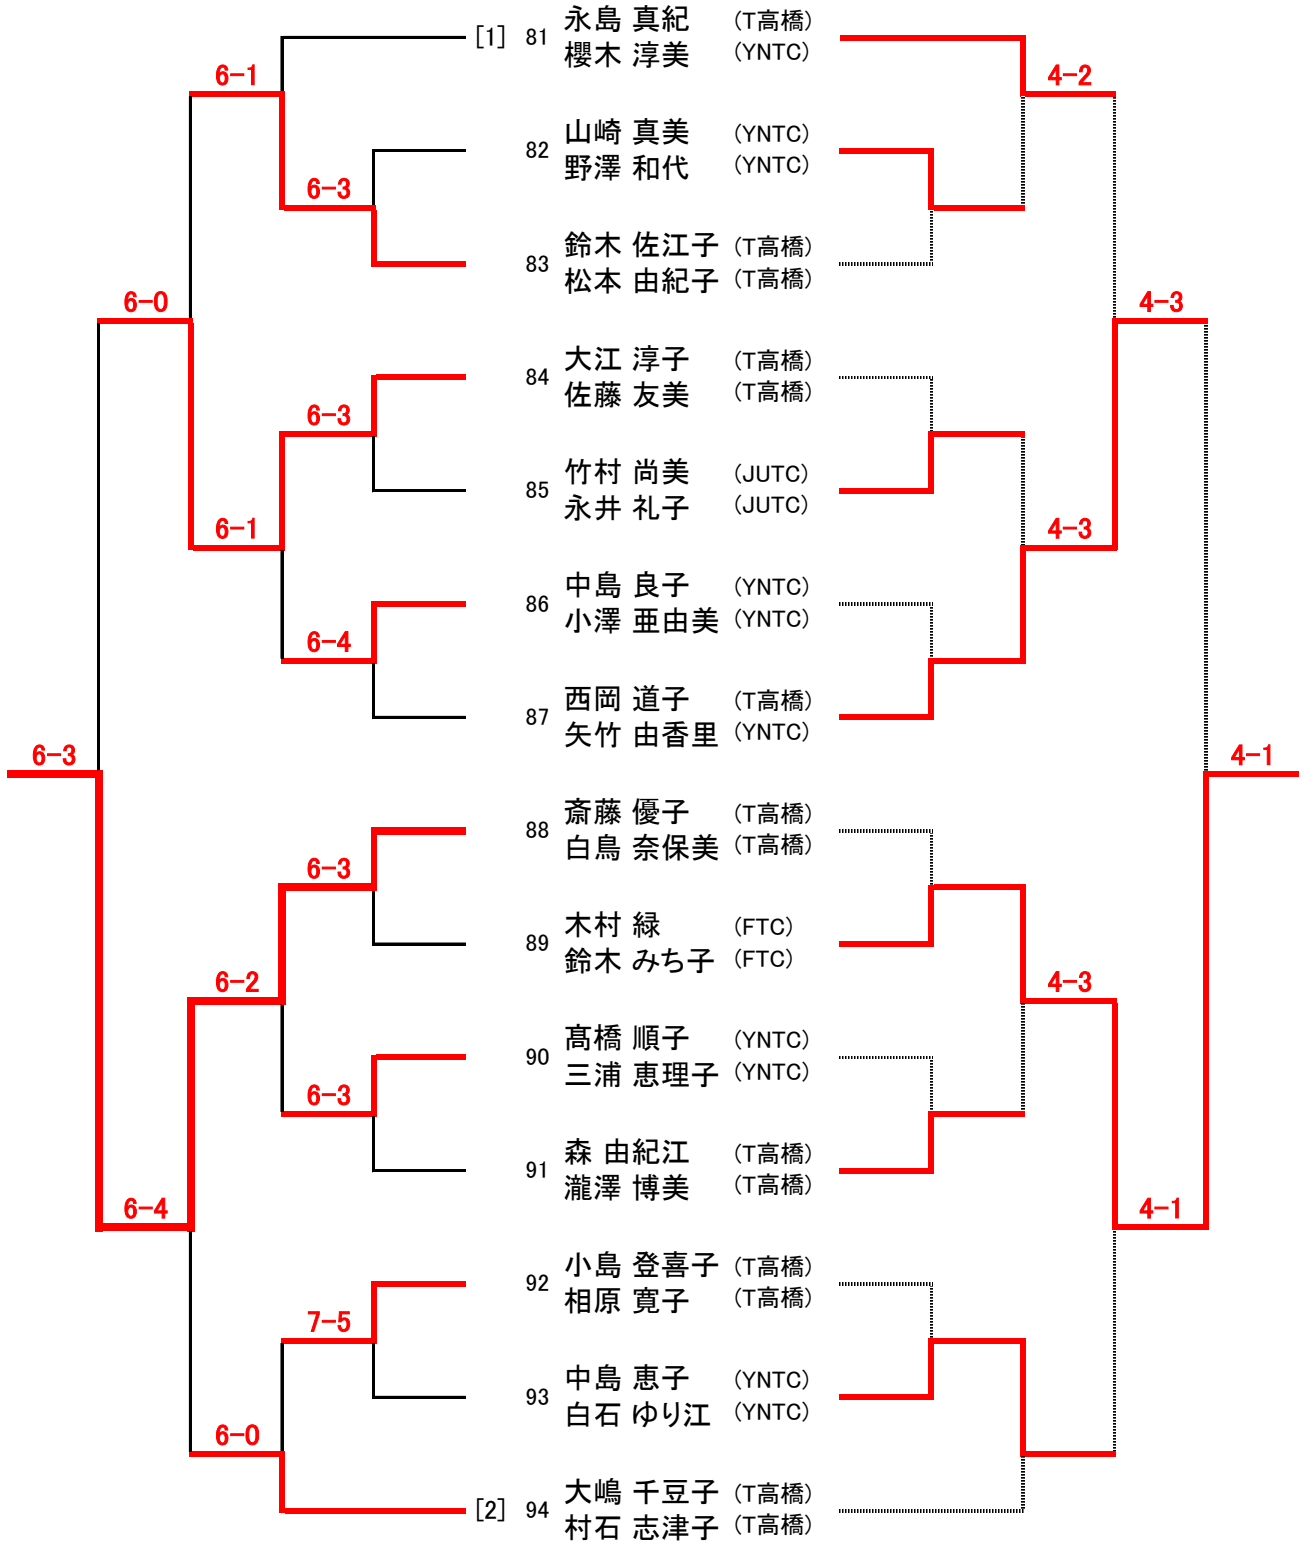 永島 真紀 (T高橋)
[1] 81
櫻木 淳美 (YNTC)
6-1
4-2
山崎 真美 (YNTC)
82
野澤 和代 (YNTC)
6-3
鈴木 佐江子 (T高橋)
83
松本 由紀子 (T高橋)
6-0
4-3
大江 淳子 (T高橋)
84
佐藤 友美 (T高橋)
6-3
竹村 尚美 (JUTC)
85
永井 礼子 (JUTC)
6-1
4-3
中島 良子 (YNTC)
86
小澤 亜由美 (YNTC)
6-4
西岡 道子 (T高橋)
87
矢竹 由香里 (YNTC)
6-3
4-1
斎藤 優子 (T高橋)
88
白鳥 奈保美 (T高橋)
6-3
木村 緑 (FTC)
89
鈴木 みち子 (FTC)
6-2
4-3
髙橋 順子 (YNTC)
90
三浦 恵理子 (YNTC)
6-3
森 由紀江 (T高橋)
91
瀧澤 博美 (T高橋)
6-4
4-1
小島 登喜子 (T高橋)
92
相原 寛子 (T高橋)
7-5
中島 恵子 (YNTC)
93
白石 ゆり江 (YNTC)
6-0
大嶋 千豆子 (T高橋)
[2] 94
村石 志津子 (T高橋)